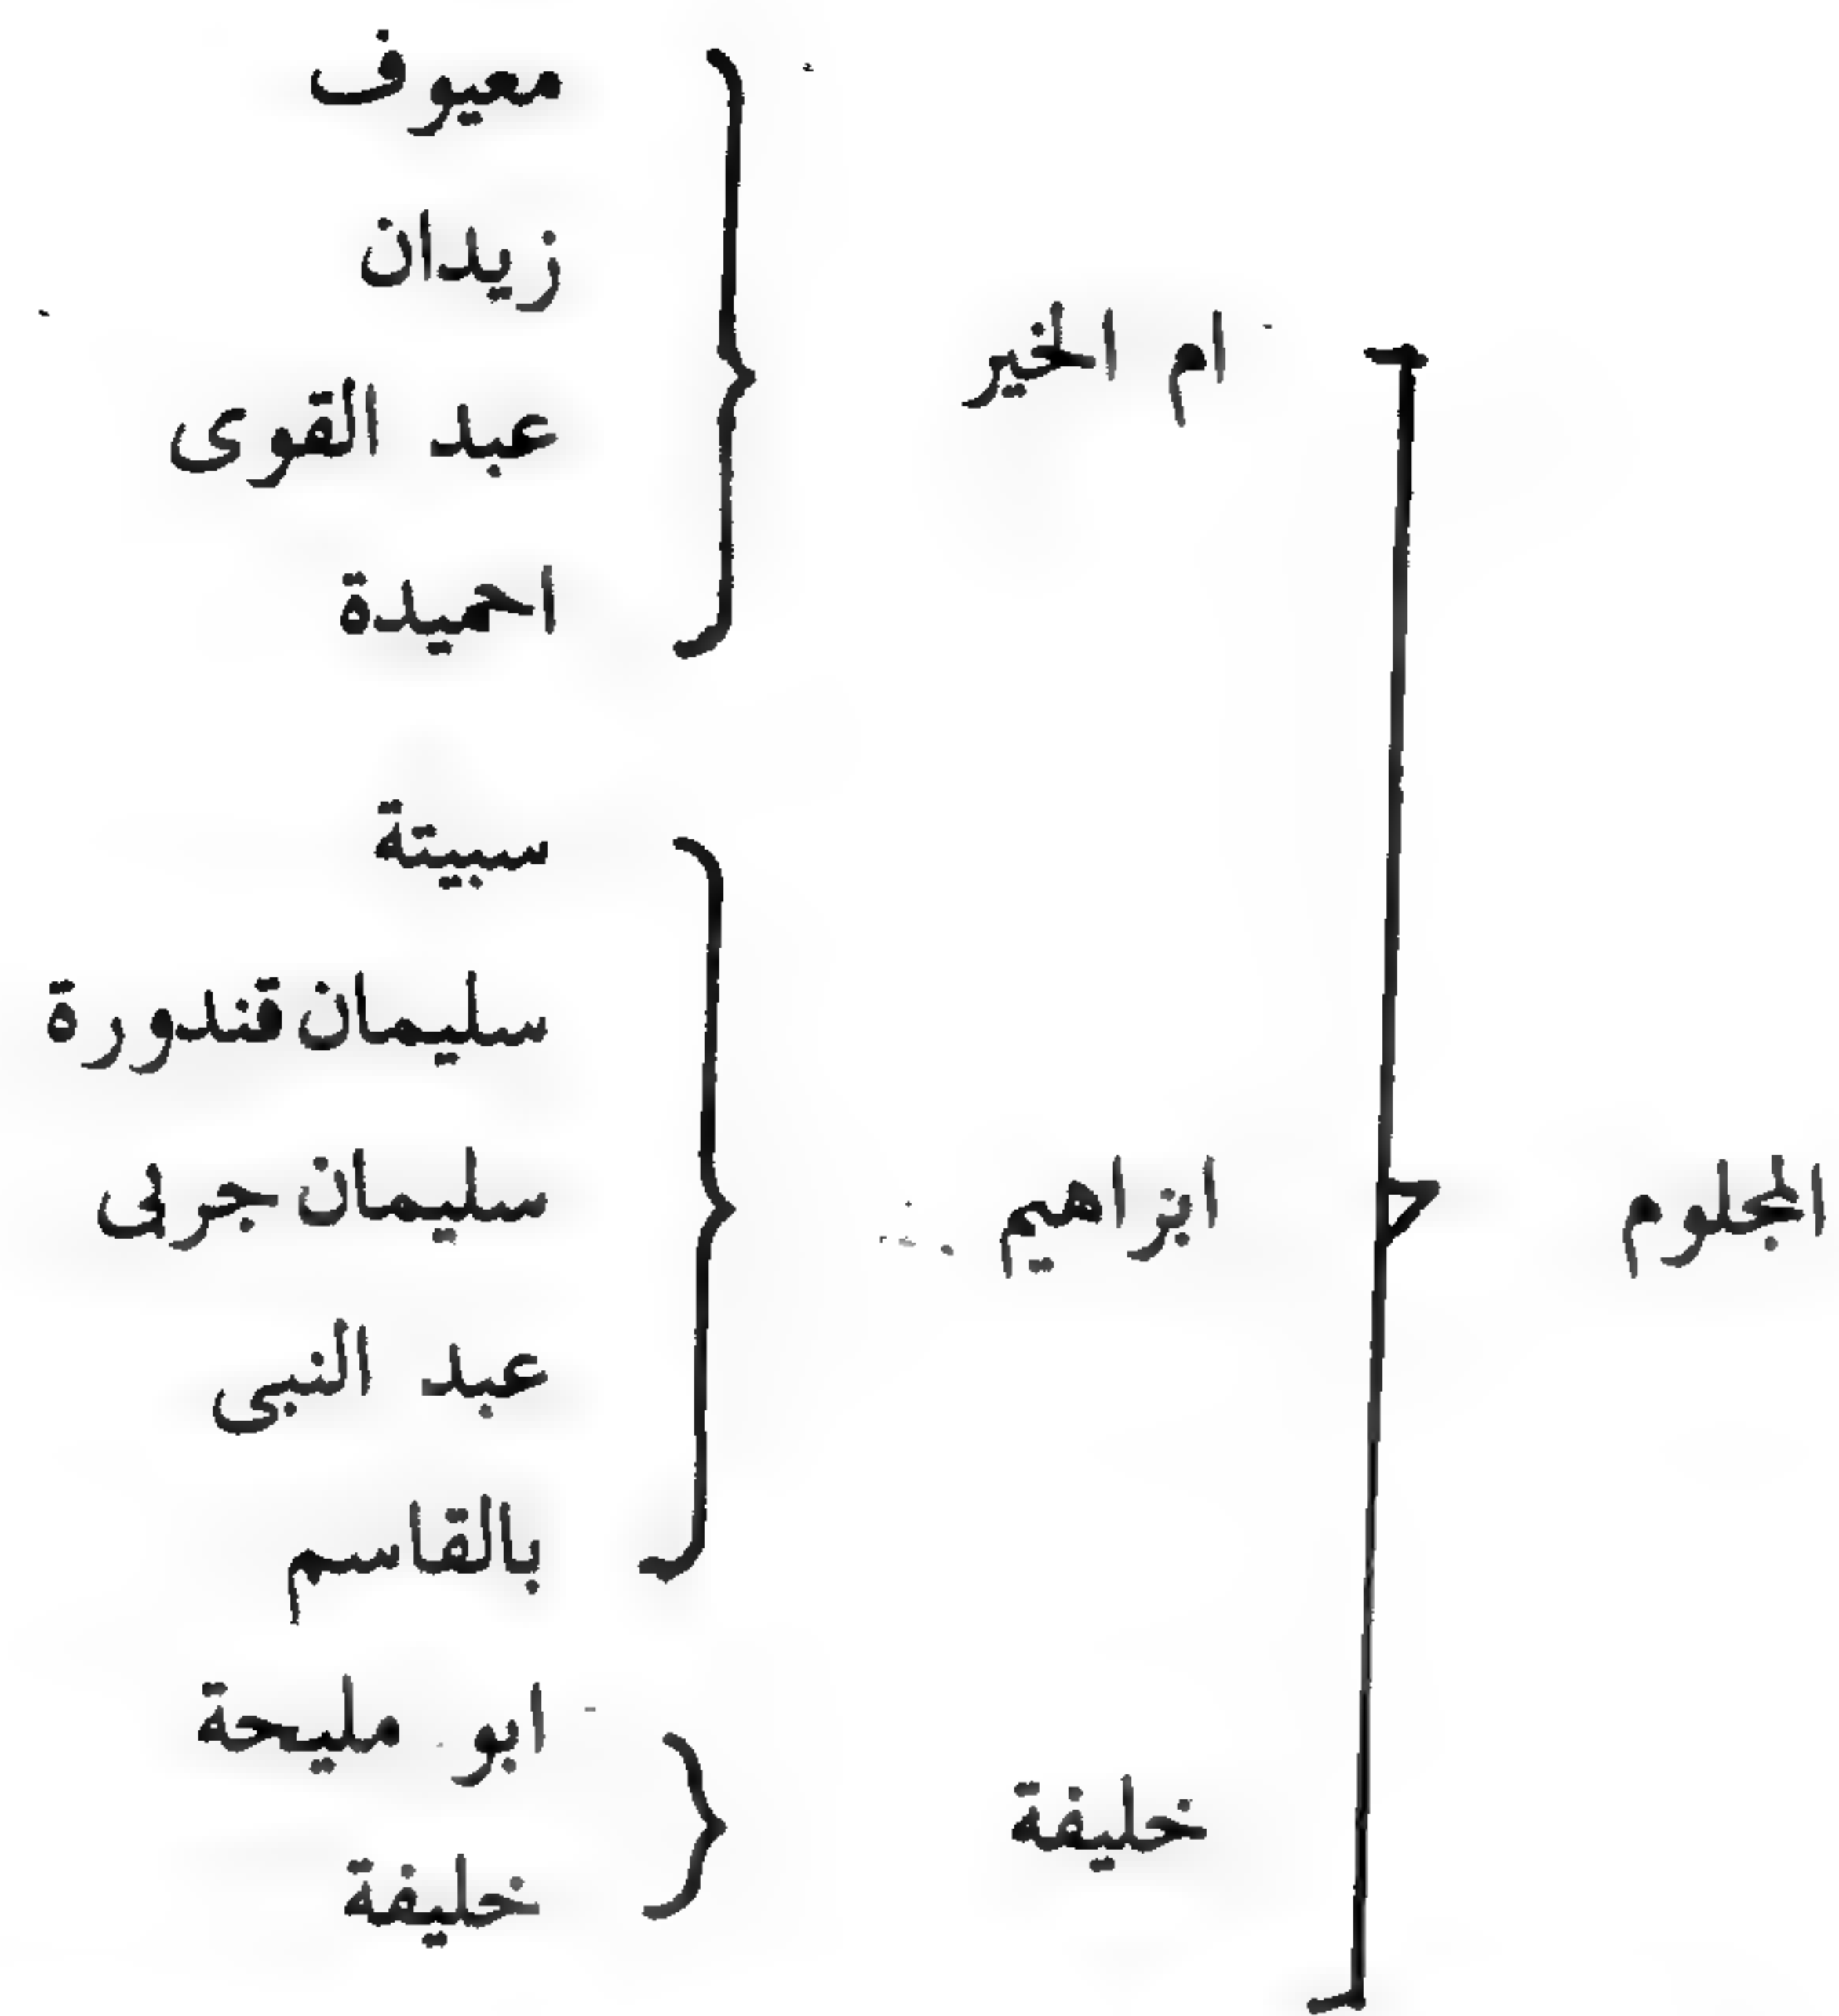 المجلوم
ام الخير
معيوف
زيدان
عبد القوى
احميدة
ابراهيم
سبيتة
سليمان قندورة
سليمان جربى
عبد النبى
بالقاسم
خليفة
ابو مليحة
خليفة